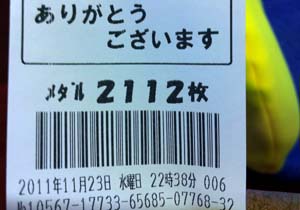 ありがとう
ございます
ﾒﾀﾞﾙ 2112枚
2011年11月23日 水曜日 22時38分 006
№10567-17733-65685-07768-32